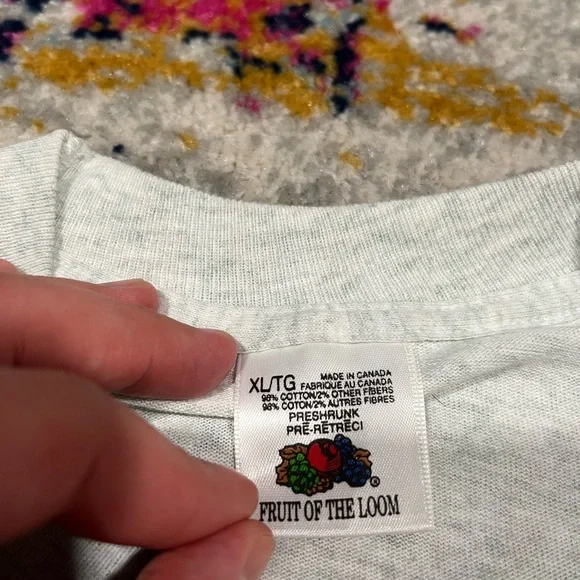 XL/TG
MADE IN CANADA
FABRIQUÉ AU CANADA
98% COTTON/2% OTHER FIBERS
98% COTON/2% AUTRES FIBRES
PRESHRUNK
PRÉ-RÉTRÉCI
®
FRUIT OF THE LOOM